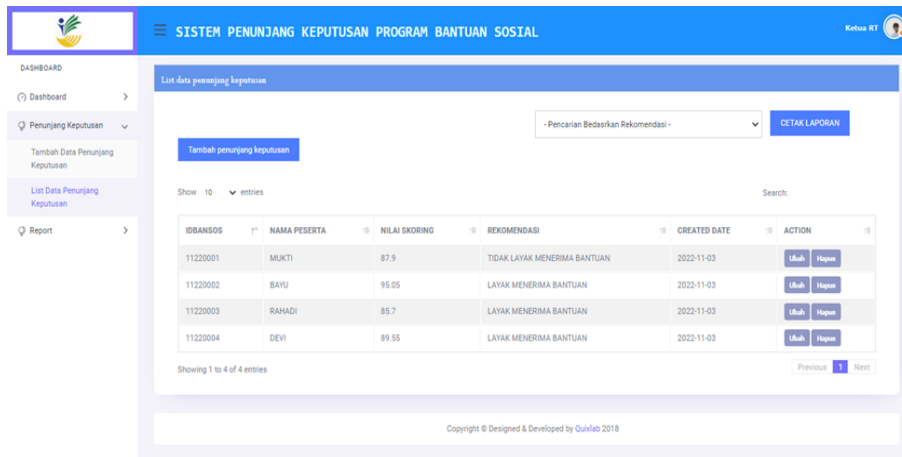 SISTEM PENUNJANG KEPUTUSAN PROGRAM BANTUAN SOSIAL
Ketua RT
DASHBOARD
Dashboard
Penunjang Keputusan
Tambah Data Penunjang
Keputusan
List Data Penunjang
Keputusan
Report
List data penunjang keputusan
- Pencarian Bedasrkan Rekomendasi -
CETAK LAPORAN
Tambah penunjang keputusan
Show 10 entries
Search:
IDBANSOS NAMA PESERTA NILAI SKORING REKOMENDASI CREATED DATE ACTION
11220001 MUKTI 87.9 TIDAK LAYAK MENERIMA BANTUAN 2022-11-03 Ubah Hapus
11220002 BAYU 95.05 LAYAK MENERIMA BANTUAN 2022-11-03 Ubah Hapus
11220003 RAHADI 85.7 LAYAK MENERIMA BANTUAN 2022-11-03 Ubah Hapus
11220004 DEVI 89.55 LAYAK MENERIMA BANTUAN 2022-11-03 Ubah Hapus
Showing 1 to 4 of 4 entries
Previous 1 Next
Copyright © Designed & Developed by Quixlab 2018